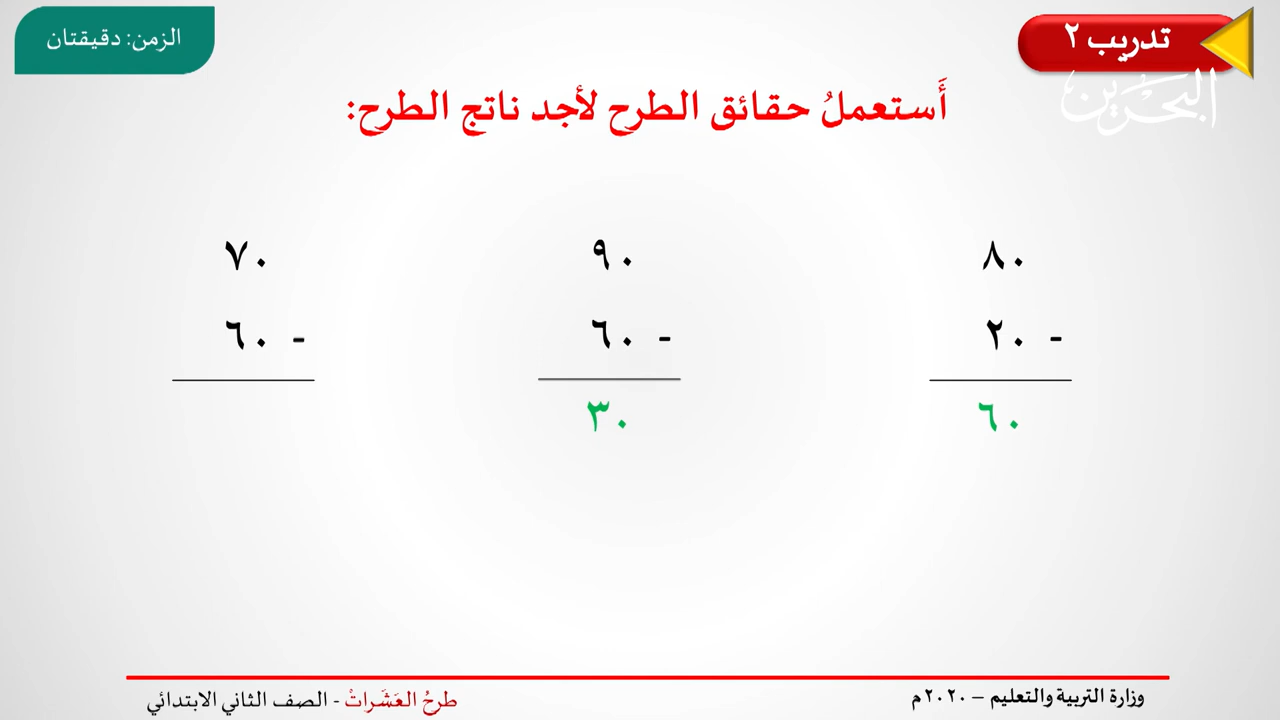 تدريب ٢
الزمن: دقيقتان
البحرين
أَستعملُ حقائق الطرح لأجد ناتج الطرح:
٨٠ ٩٠ ٧٠
- ٢٠ - ٦٠ - ٦٠
٦٠ ٣٠
وزارة التربية والتعليم – ٢٠٢٠م
طرحُ العَشَراتْ - الصف الثاني الابتدائي